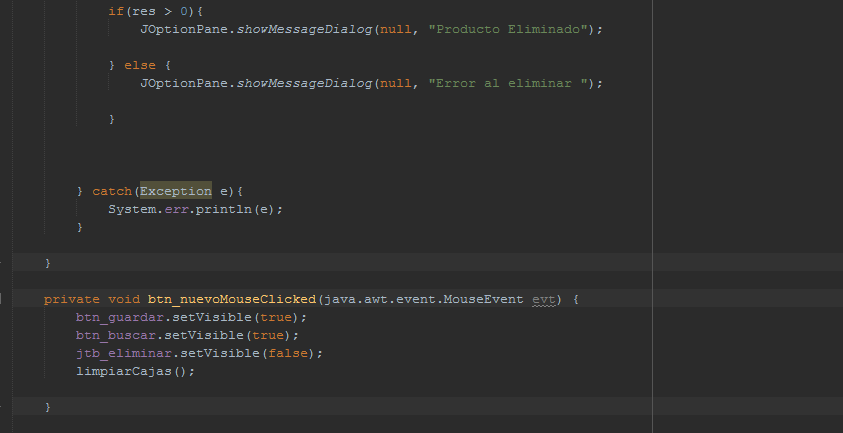 if(res > 0){
JOptionPane.showMessageDialog(null, "Producto Eliminado");
} else {
JOptionPane.showMessageDialog(null, "Error al eliminar ");
}
} catch(Exception e){
System.err.println(e);
}
}
private void btn_nuevoMouseClicked(java.awt.event.MouseEvent evt) {
btn_guardar.setVisible(true);
btn_buscar.setVisible(true);
jtb_eliminar.setVisible(false);
limpiarCajas();
}